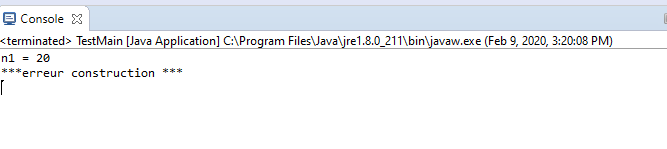 Console
<terminated> TestMain [Java Application] C:\Program Files\Java\jre1.8.0_211\bin\javaw.exe (Feb 9, 2020, 3:20:08 PM)
n1 = 20
***erreur construction ***